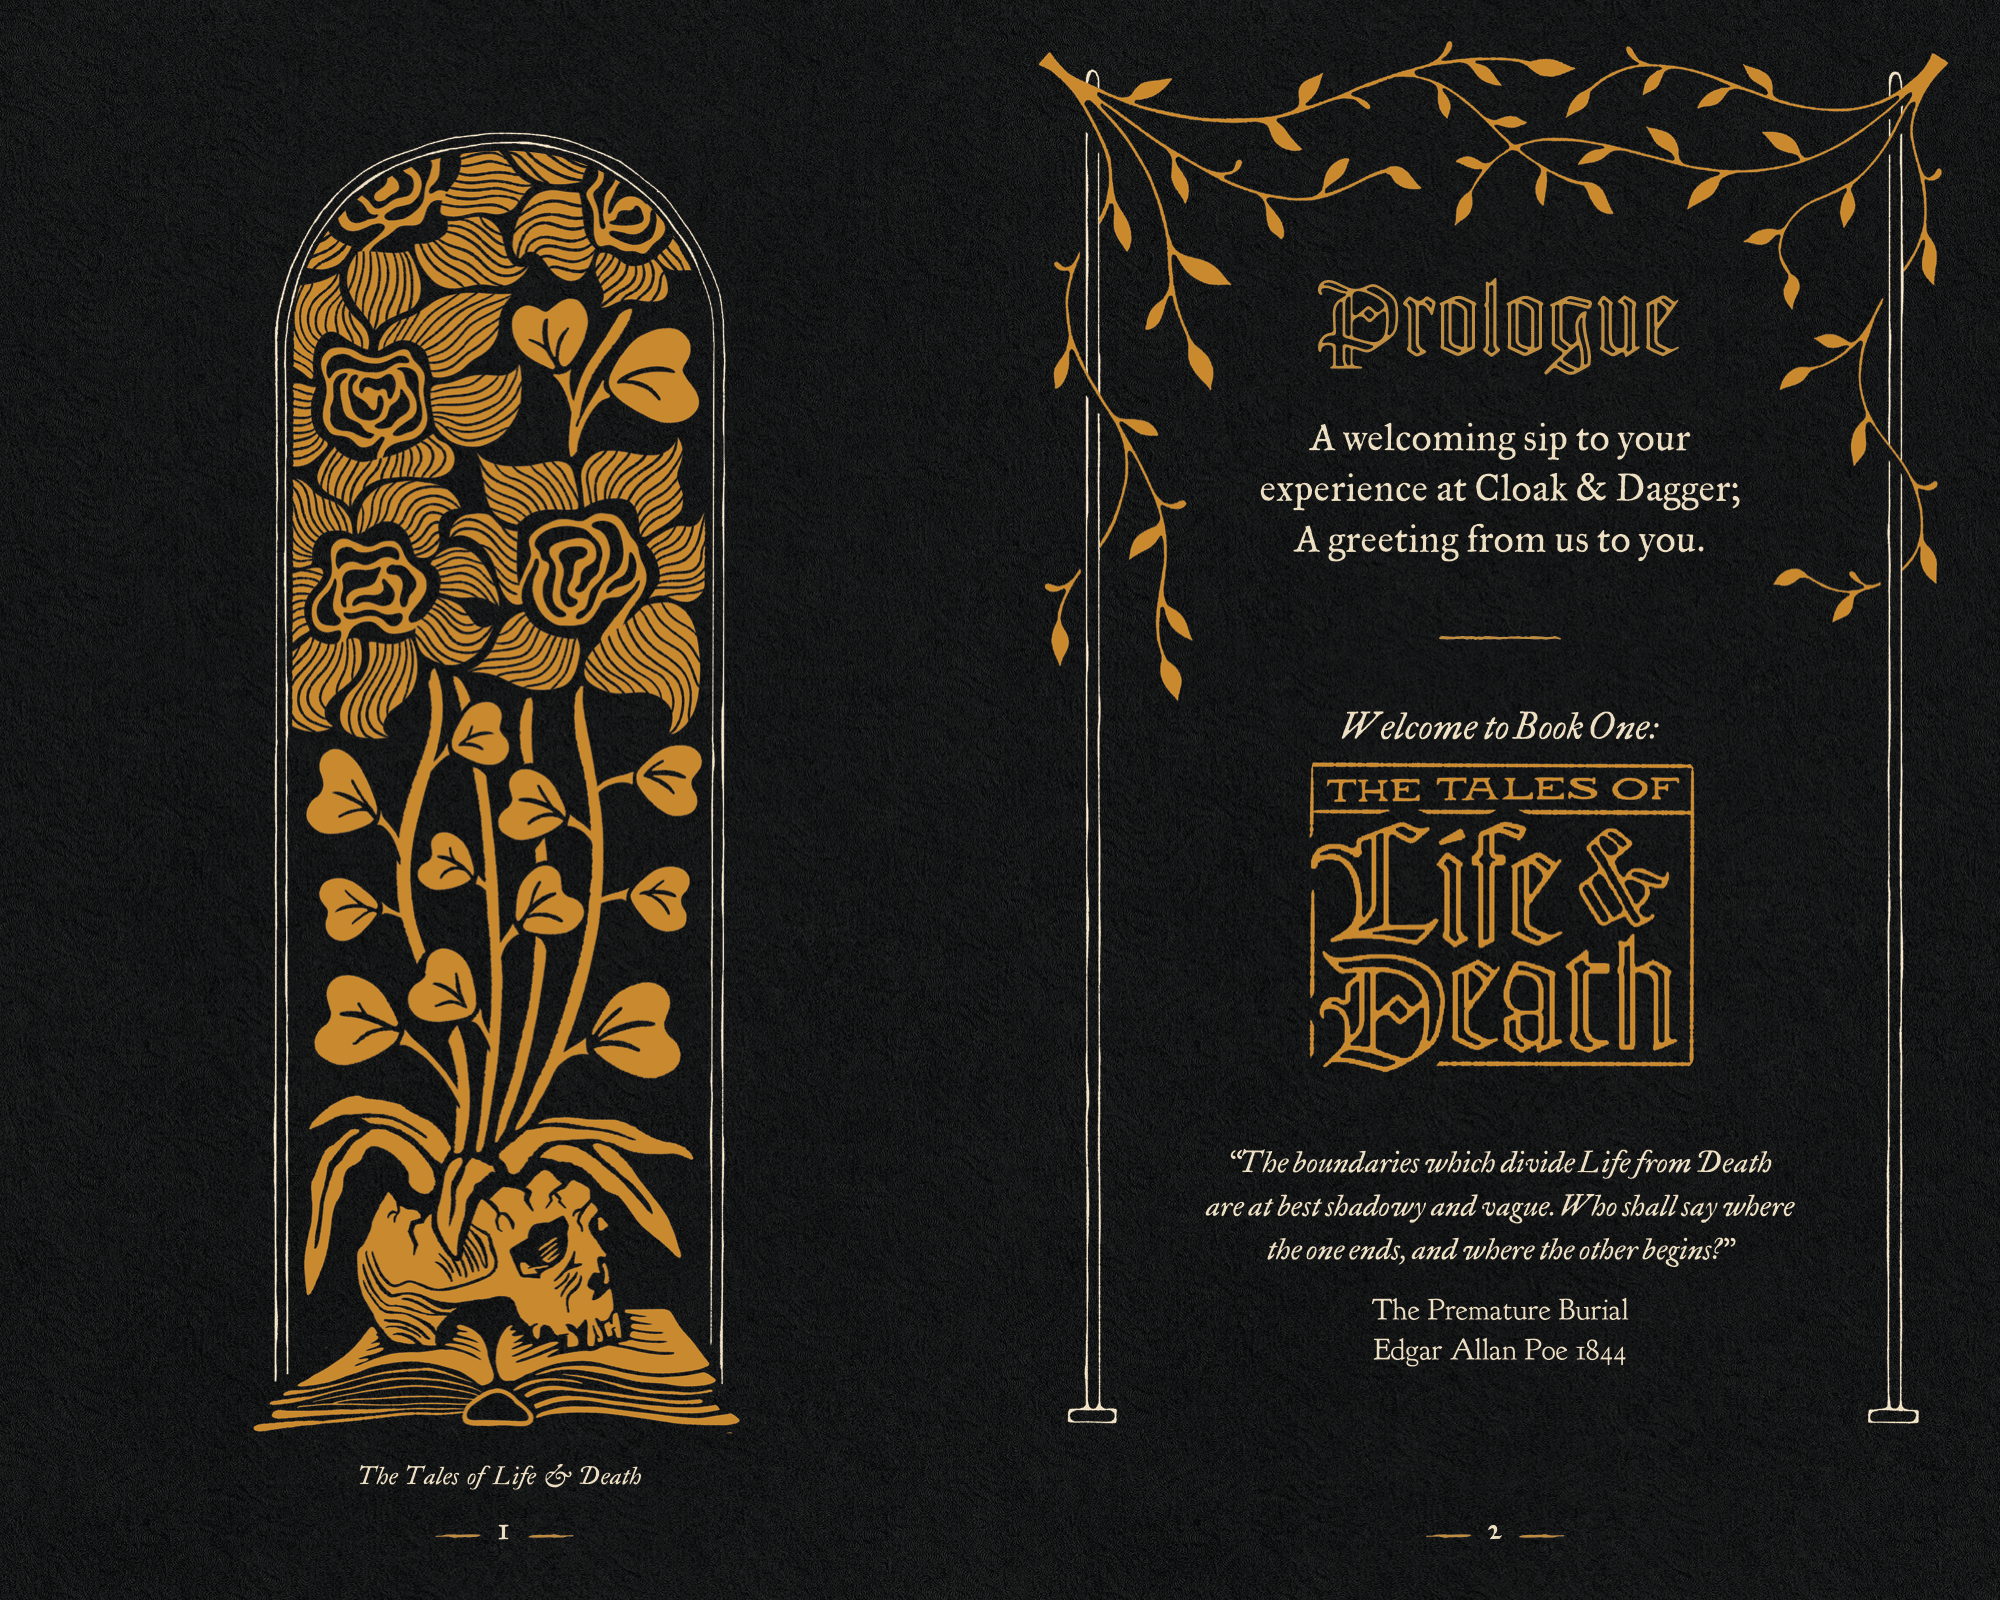 The Tales of Life & Death
1
Prologue
A welcoming sip to your
experience at Cloak & Dagger;
A greeting from us to you.
Welcome to Book One:
THE TALES OF
Life &
Death
“The boundaries which divide Life from Death
are at best shadowy and vague. Who shall say where
the one ends, and where the other begins?”
The Premature Burial
Edgar Allan Poe 1844
2